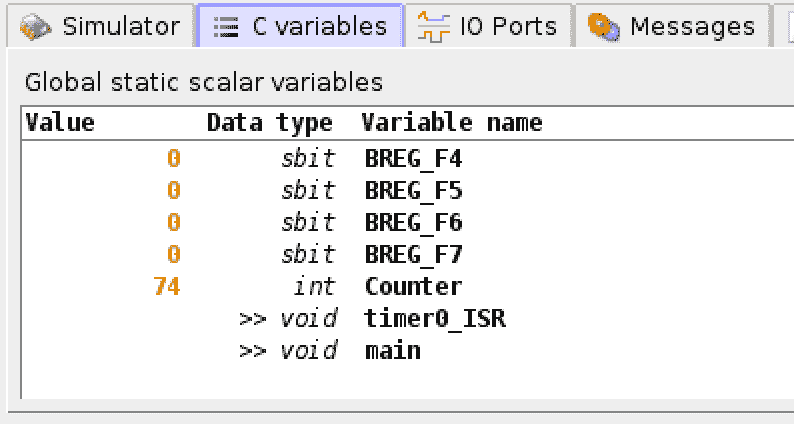 Simulator C variables IO Ports Messages
Global static scalar variables
Value Data type Variable name
0 sbit BREG_F4
0 sbit BREG_F5
0 sbit BREG_F6
0 sbit BREG_F7
74 int Counter
>> void timer0_ISR
>> void main